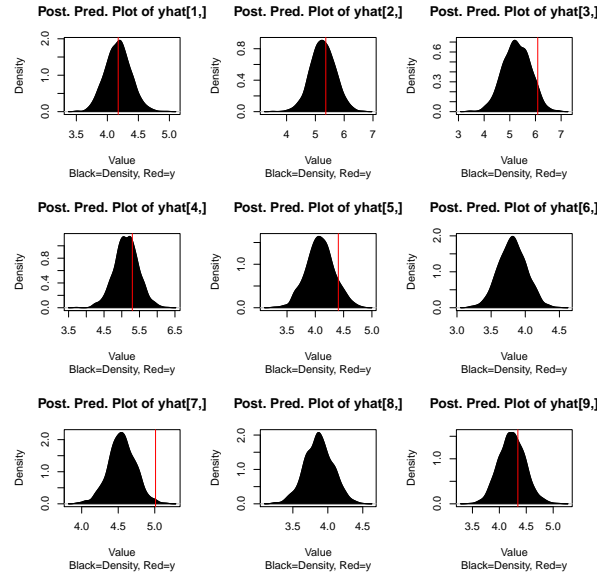 Post. Pred. Plot of yhat[1,]
Density
0.0 1.0 2.0
3.5 4.0 4.5 5.0
Value
Black=Density, Red=y
Post. Pred. Plot of yhat[2,]
Density
0.0 0.4 0.8
4 5 6 7
Value
Black=Density, Red=y
Post. Pred. Plot of yhat[3,]
Density
0.0 0.3 0.6
3 4 5 6 7
Value
Black=Density, Red=y
Post. Pred. Plot of yhat[4,]
Density
0.0 0.4 0.8
3.5 4.5 5.5 6.5
Value
Black=Density, Red=y
Post. Pred. Plot of yhat[5,]
Density
0.0 1.0
3.5 4.0 4.5 5.0
Value
Black=Density, Red=y
Post. Pred. Plot of yhat[6,]
Density
0.0 1.0 2.0
3.0 3.5 4.0 4.5
Value
Black=Density, Red=y
Post. Pred. Plot of yhat[7,]
Density
0.0 1.0 2.0
4.0 4.5 5.0
Value
Black=Density, Red=y
Post. Pred. Plot of yhat[8,]
Density
0.0 1.0 2.0
3.5 4.0 4.5
Value
Black=Density, Red=y
Post. Pred. Plot of yhat[9,]
Density
0.0 1.0
3.5 4.0 4.5 5.0
Value
Black=Density, Red=y